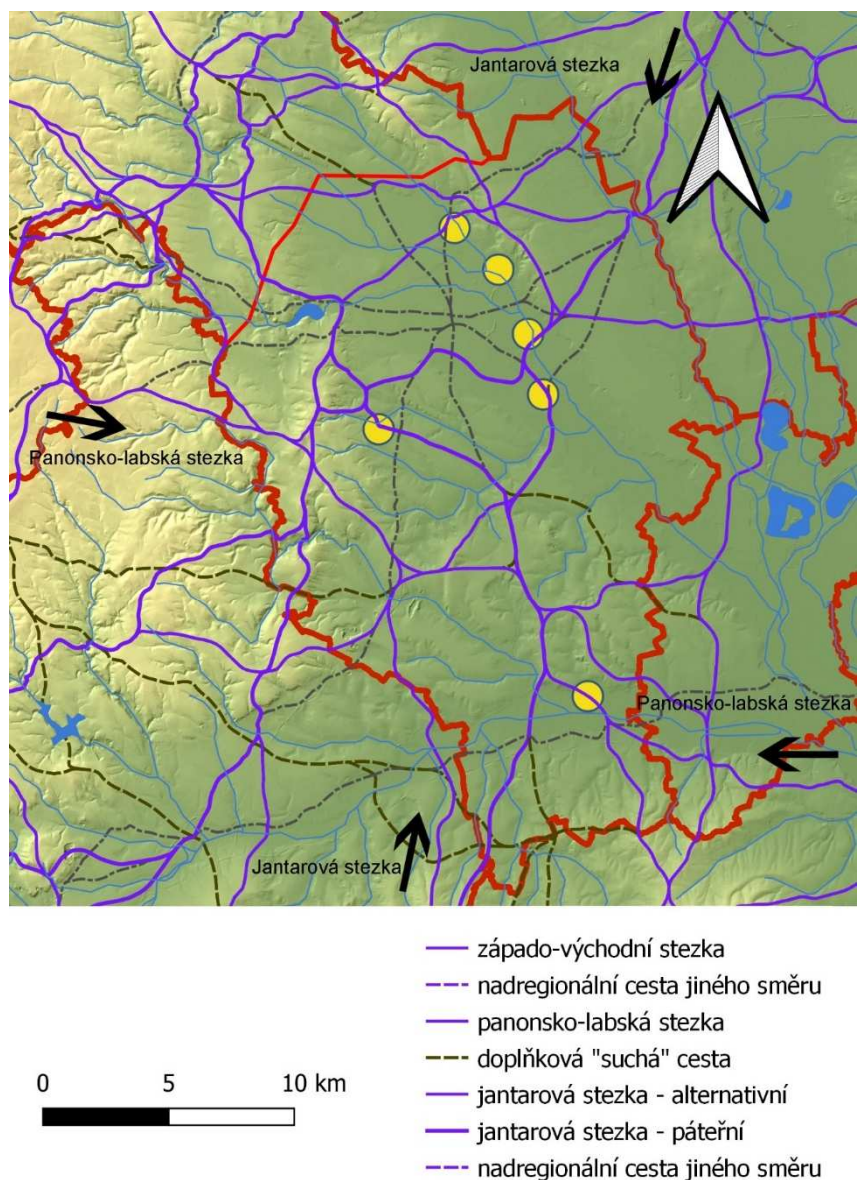 Jantarová stezka
Panonsko-labská stezka
Panonsko-labská stezka
Jantarová stezka
západo-východní stezka
nadregionální cesta jiného směru
panonsko-labská stezka
doplňková "suchá" cesta
jantarová stezka - alternativní
jantarová stezka - páteřní
nadregionální cesta jiného směru
0 5 10 km